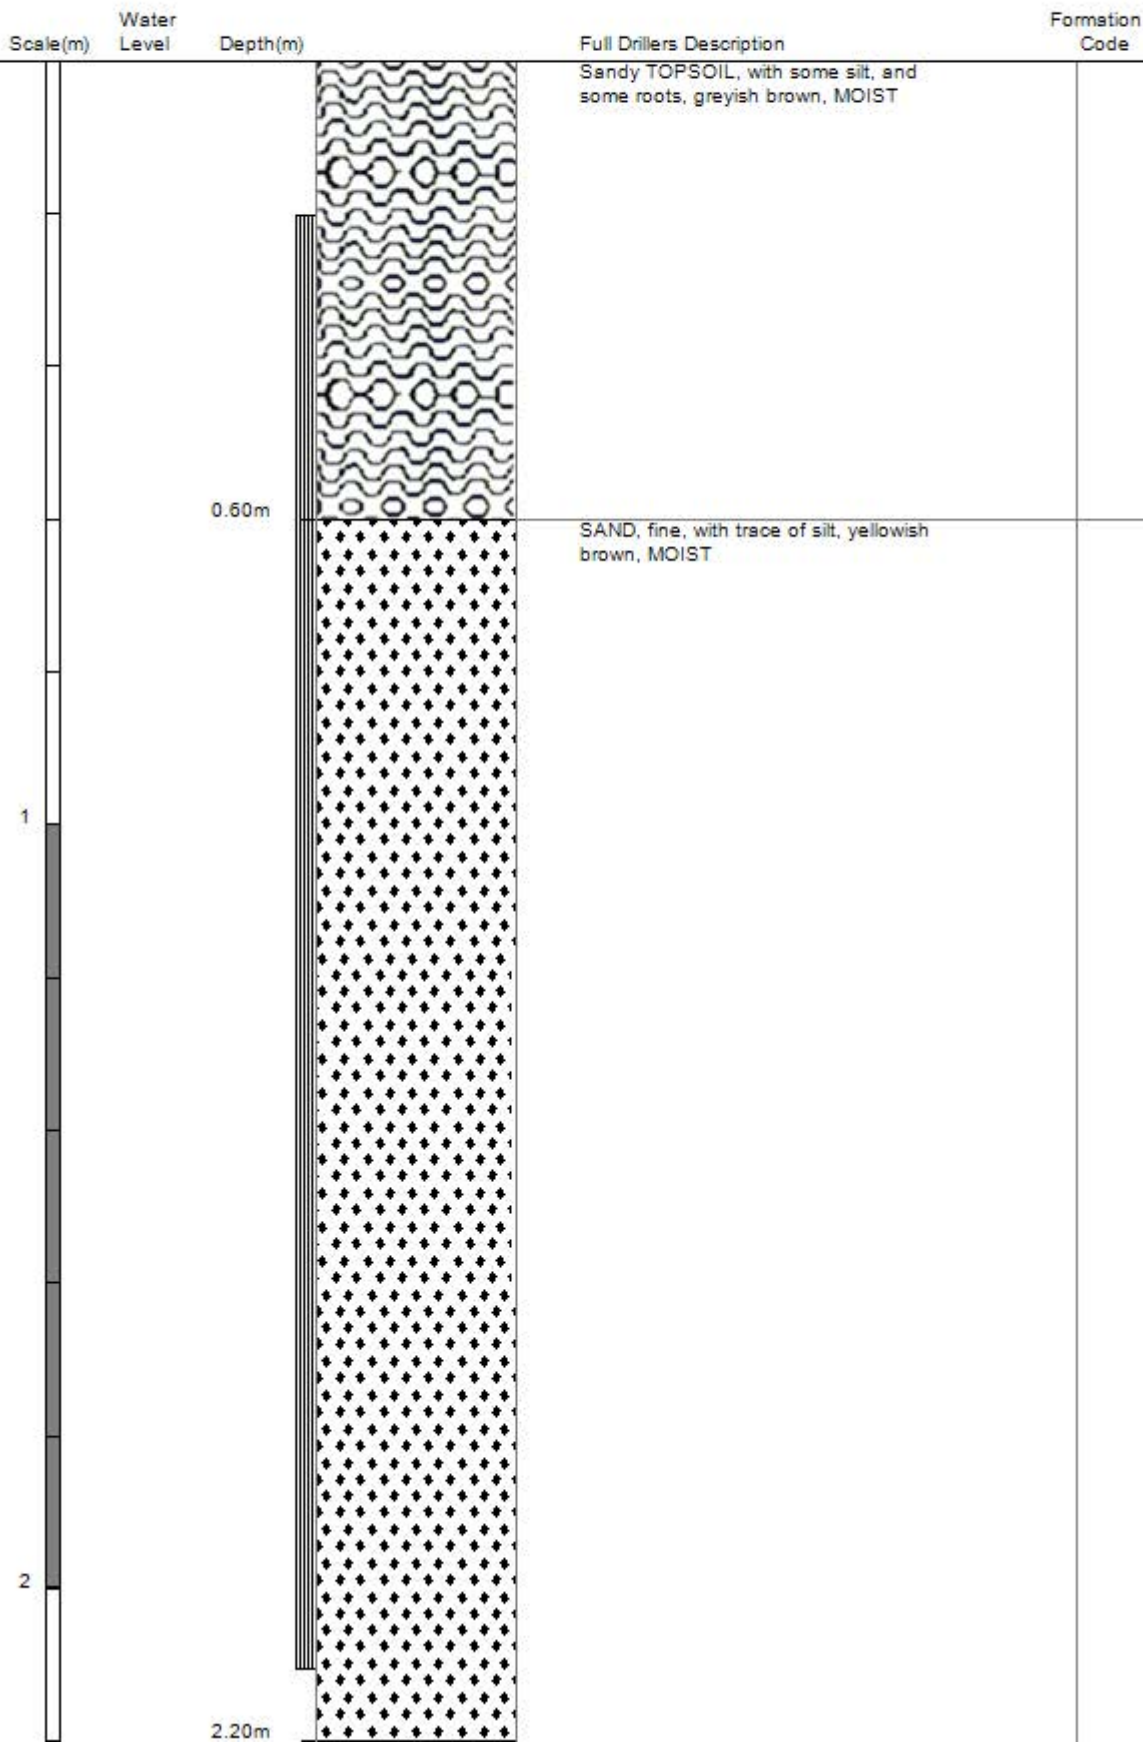 Scale(m) Water Level Depth(m) Full Drillers Description Formation Code
Sandy TOPSOIL, with some silt, and
some roots, greyish brown, MOIST
0.60m
SAND, fine, with trace of silt, yellowish
brown, MOIST
1
2
2.20m